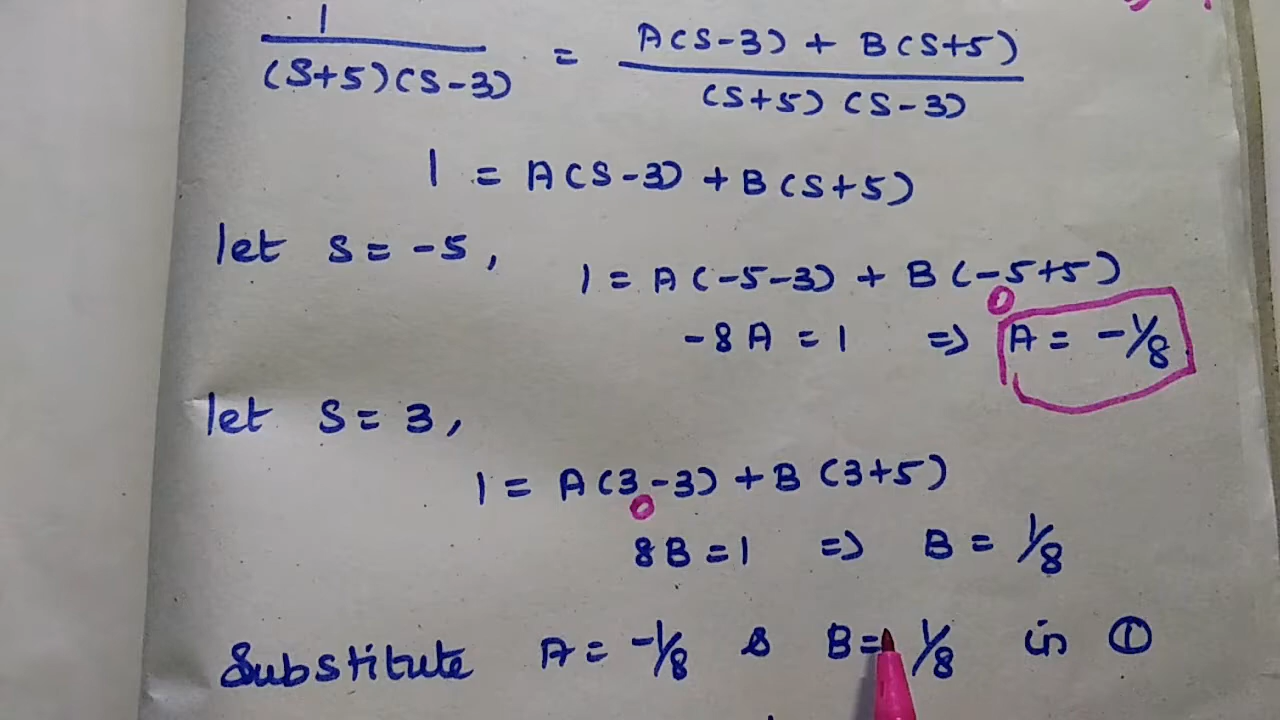 1 / (S+5)(S-3) = A(S-3) + B(S+5) / (S+5)(S-3)
1 = A(S-3) + B(S+5)
let S = -5,
1 = A(-5-3) + B(-5+5)
0
-8A = 1 => A = -1/8
let S = 3,
1 = A(3-3) + B(3+5)
0
8B = 1 => B = 1/8
Substitute A = -1/8 & B = 1/8 in ①